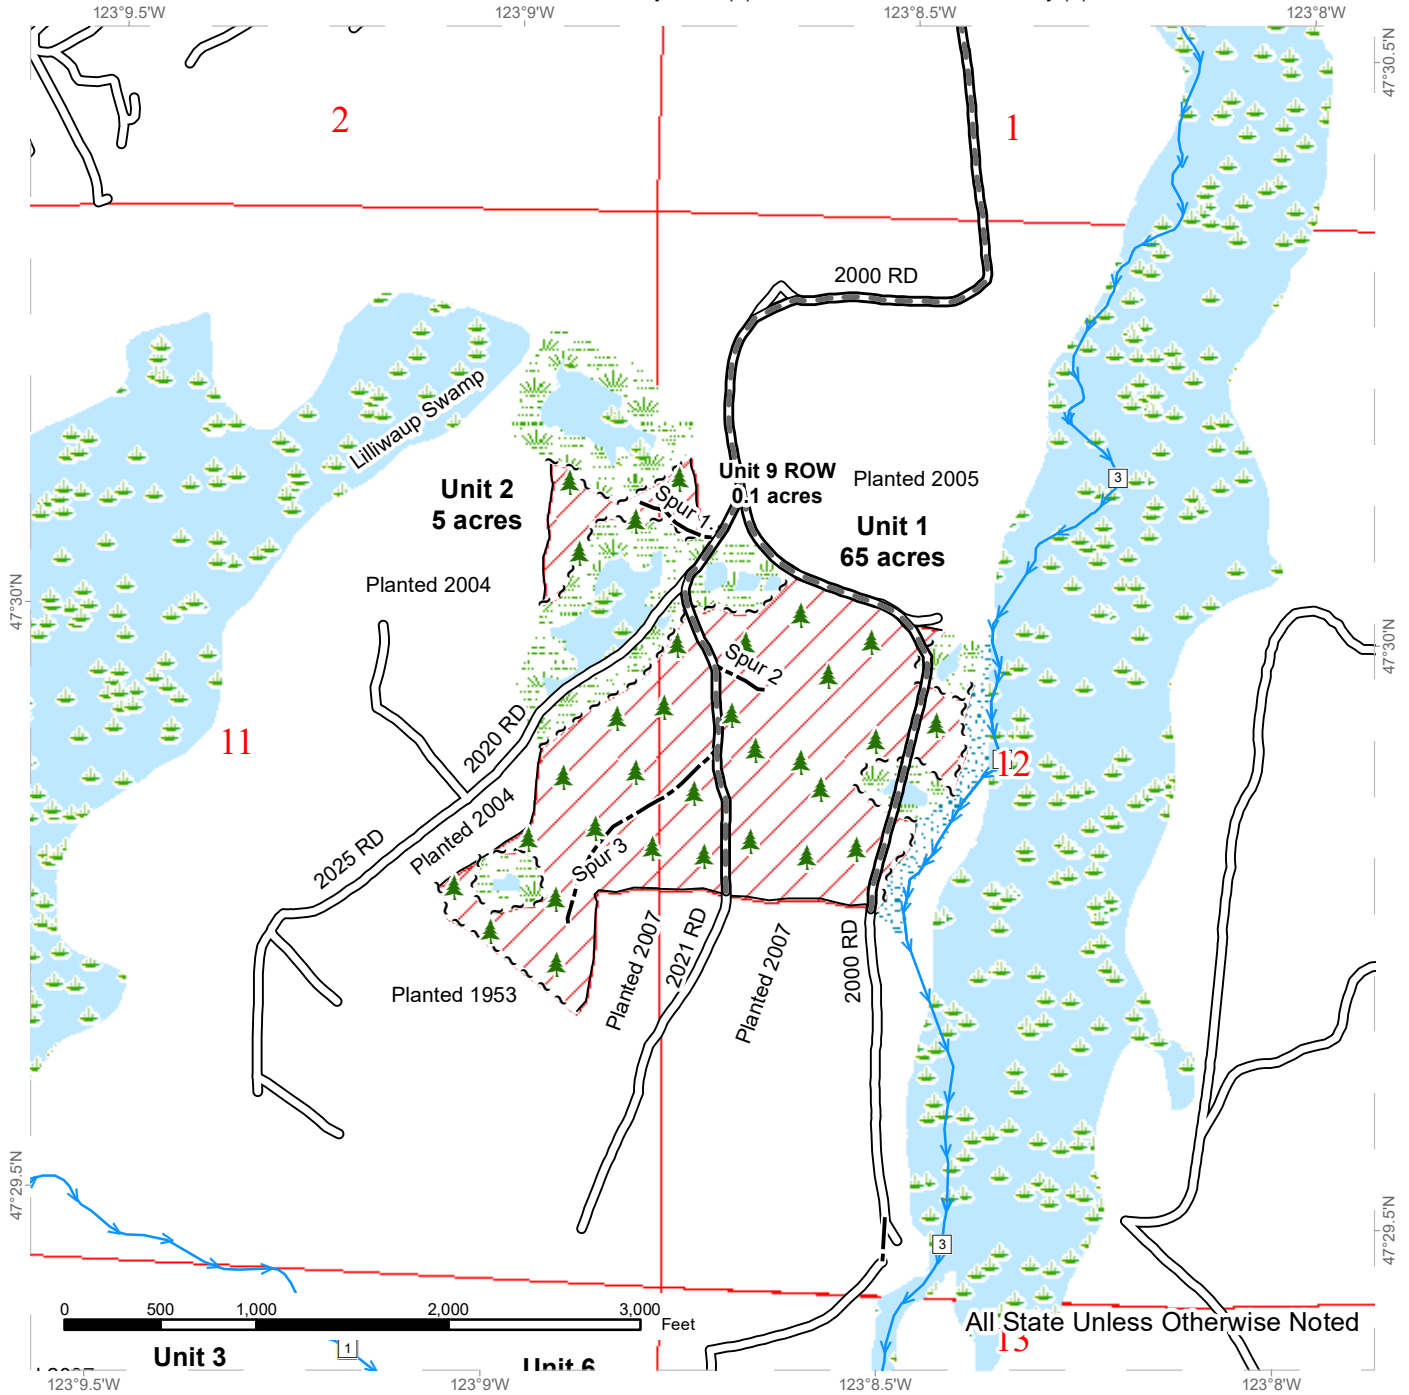 123°9.5'W
123°9'W
123°8.5'W
123°8'W
47°30.5'N
2
1
2000 RD
Lilliwaup Swamp
Unit 9 ROW
0.1 acres
Planted 2005
3
Unit 2
5 acres
Spur 1
Unit 1
65 acres
Planted 2004
47°30'N
47°30'N
Spur 2
11
2020 RD
12
Planted 2004
2025 RD
Spur 3
Planted 2007
2021 RD
Planted 2007
2000 RD
Planted 1953
47°29.5'N
47°29.5'N
3
0 500 1,000 2,000 3,000
Feet
All State Unless Otherwise Noted
13
1
Unit 3
Unit 6
123°9.5'W
123°9'W
123°8.5'W
123°8'W